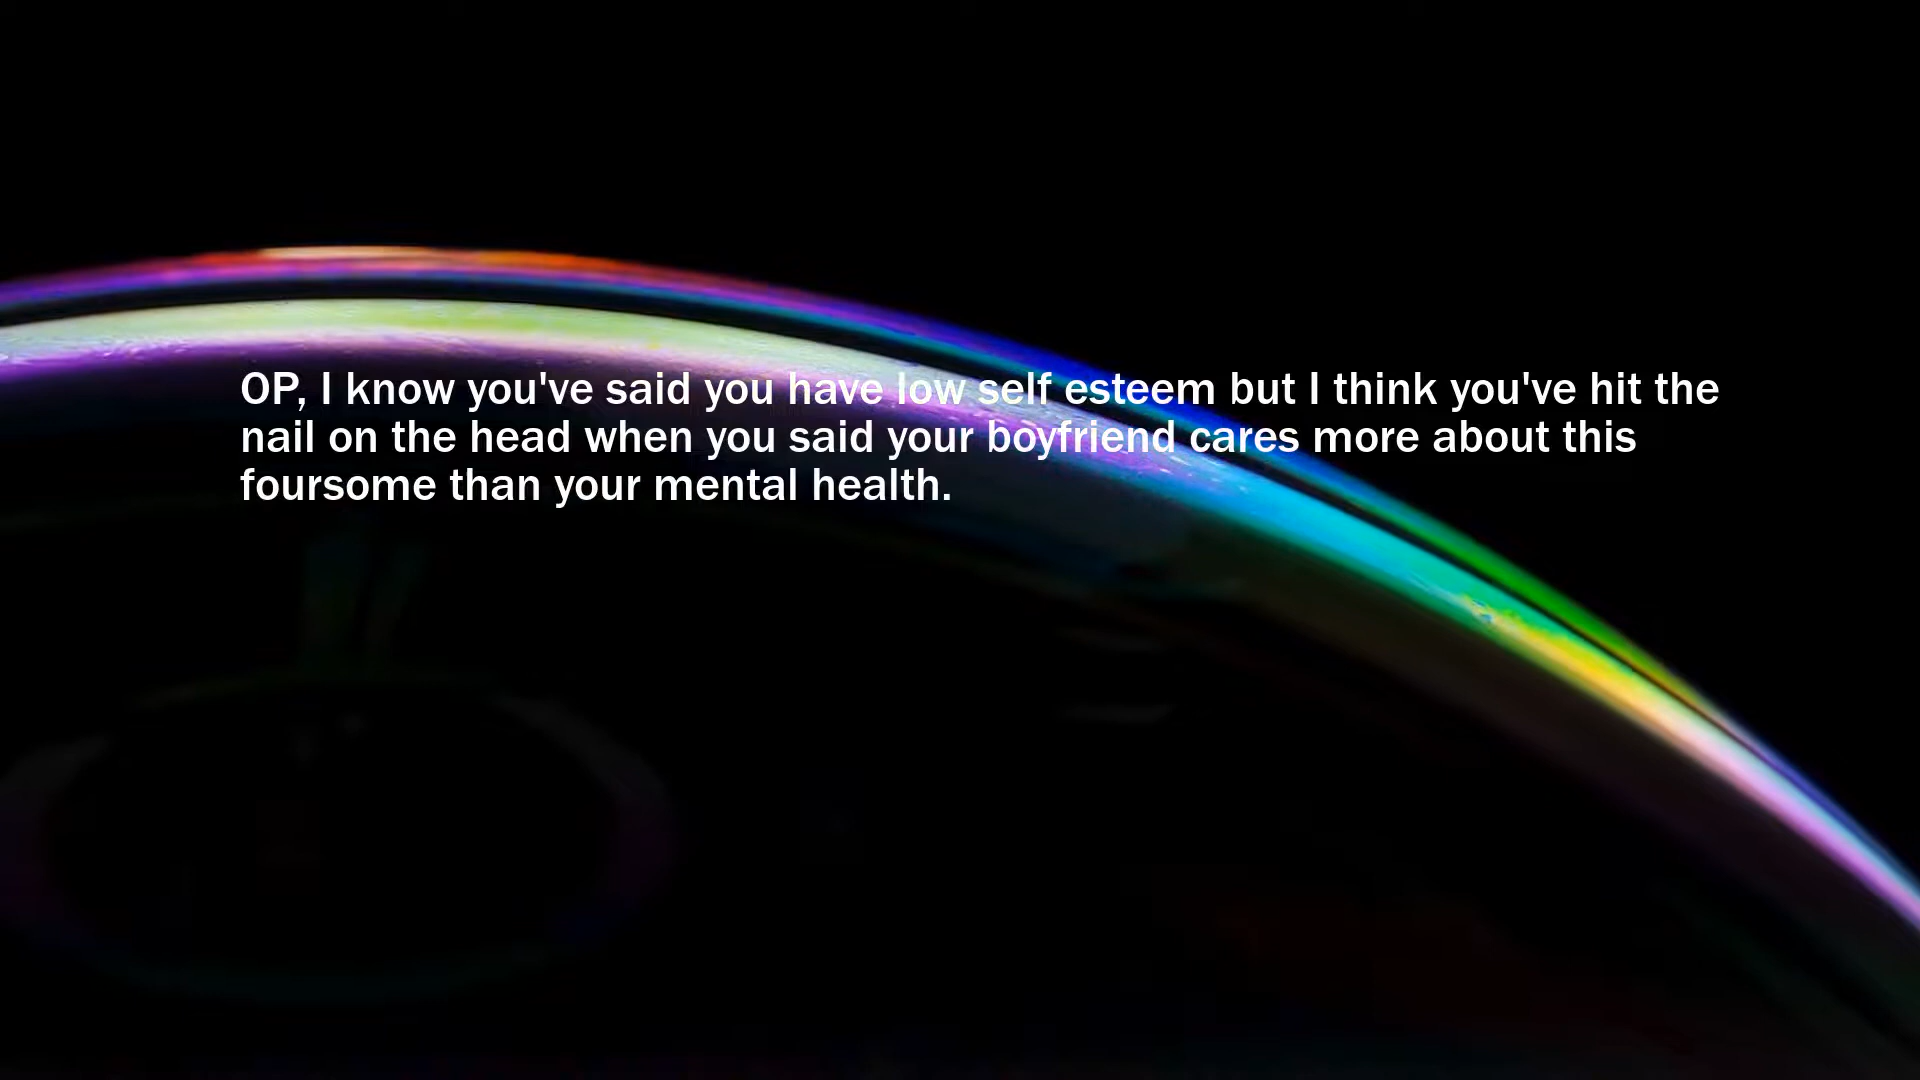 OP, I know you've said you have low self esteem but I think you've hit the
nail on the head when you said your boyfriend cares more about this
foursome than your mental health.